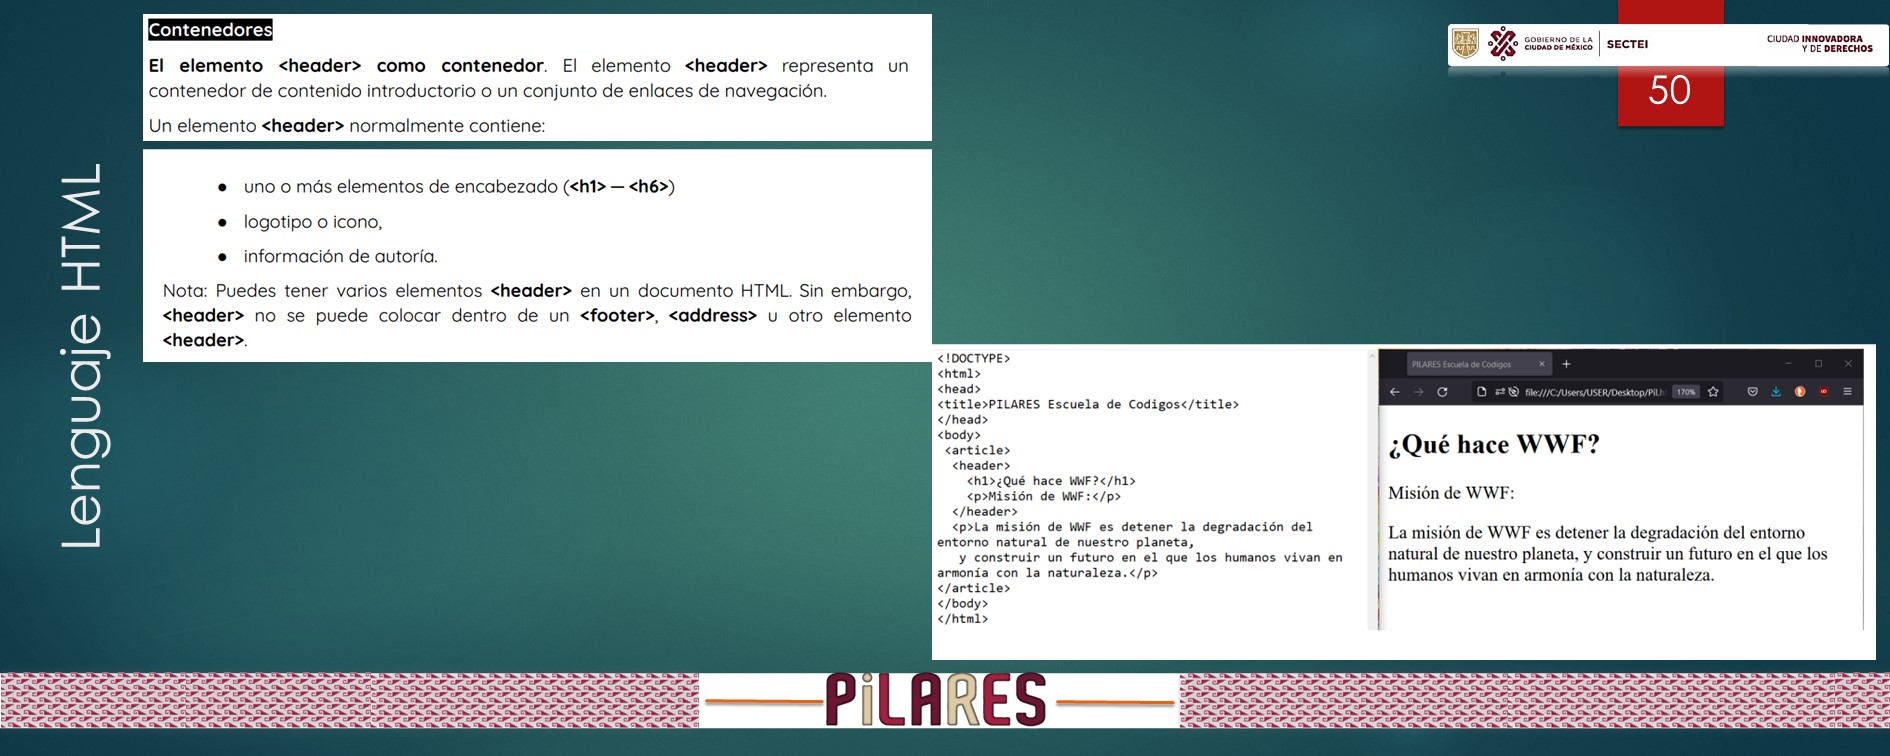 Contenedores
El elemento <header> como contenedor. El elemento <header> representa un
contenedor de contenido introductorio o un conjunto de enlaces de navegación.
Un elemento <header> normalmente contiene:
● uno o más elementos de encabezado (<h1> — <h6>)
● logotipo o icono,
● información de autoría.
Nota: Puedes tener varios elementos <header> en un documento HTML. Sin embargo,
<header> no se puede colocar dentro de un <footer>, <address> u otro elemento
<header>.
Lenguaje HTML
GOBIERNO DE LA
CIUDAD DE MÉXICO
SECTEI
CIUDAD INNOVADORA
Y DE DERECHOS
50
<!DOCTYPE>
<html>
<head>
<title>PILARES Escuela de Codigos</title>
</head>
<body>
<article>
<header>
<h1>¿Qué hace WWF?</h1>
<p>Misión de WWF:</p>
</header>
<p>La misión de WWF es detener la degradación del
entorno natural de nuestro planeta,
y construir un futuro en el que los humanos vivan en
armonía con la naturaleza.</p>
</article>
</body>
</html>
PILARES Escuela de Codigos
file:///C:/Users/USER/Desktop/Pil.h
170%
¿Qué hace WWF?
Misión de WWF:
La misión de WWF es detener la degradación del entorno
natural de nuestro planeta, y construir un futuro en el que los
humanos vivan en armonía con la naturaleza.
PiLARES